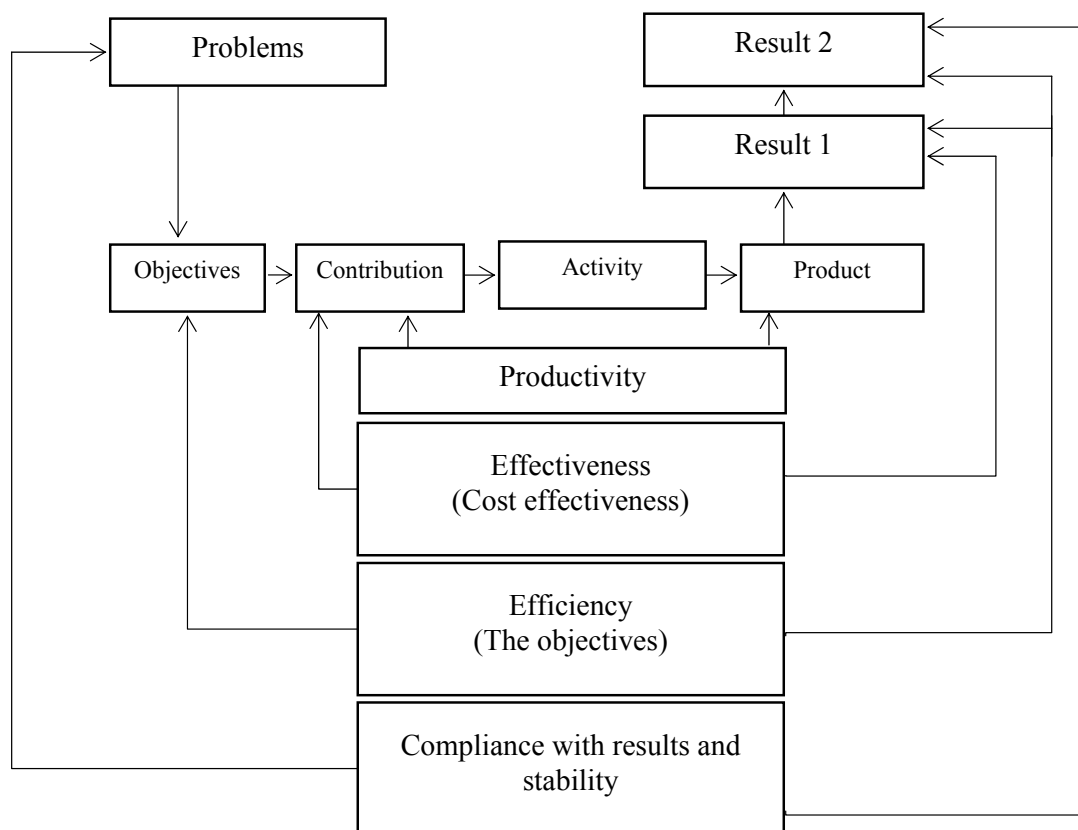 Problems
Result 2
Result 1
Objectives
Contribution
Activity
Product
Productivity
Effectiveness
(Cost effectiveness)
Efficiency
(The objectives)
Compliance with results and
stability